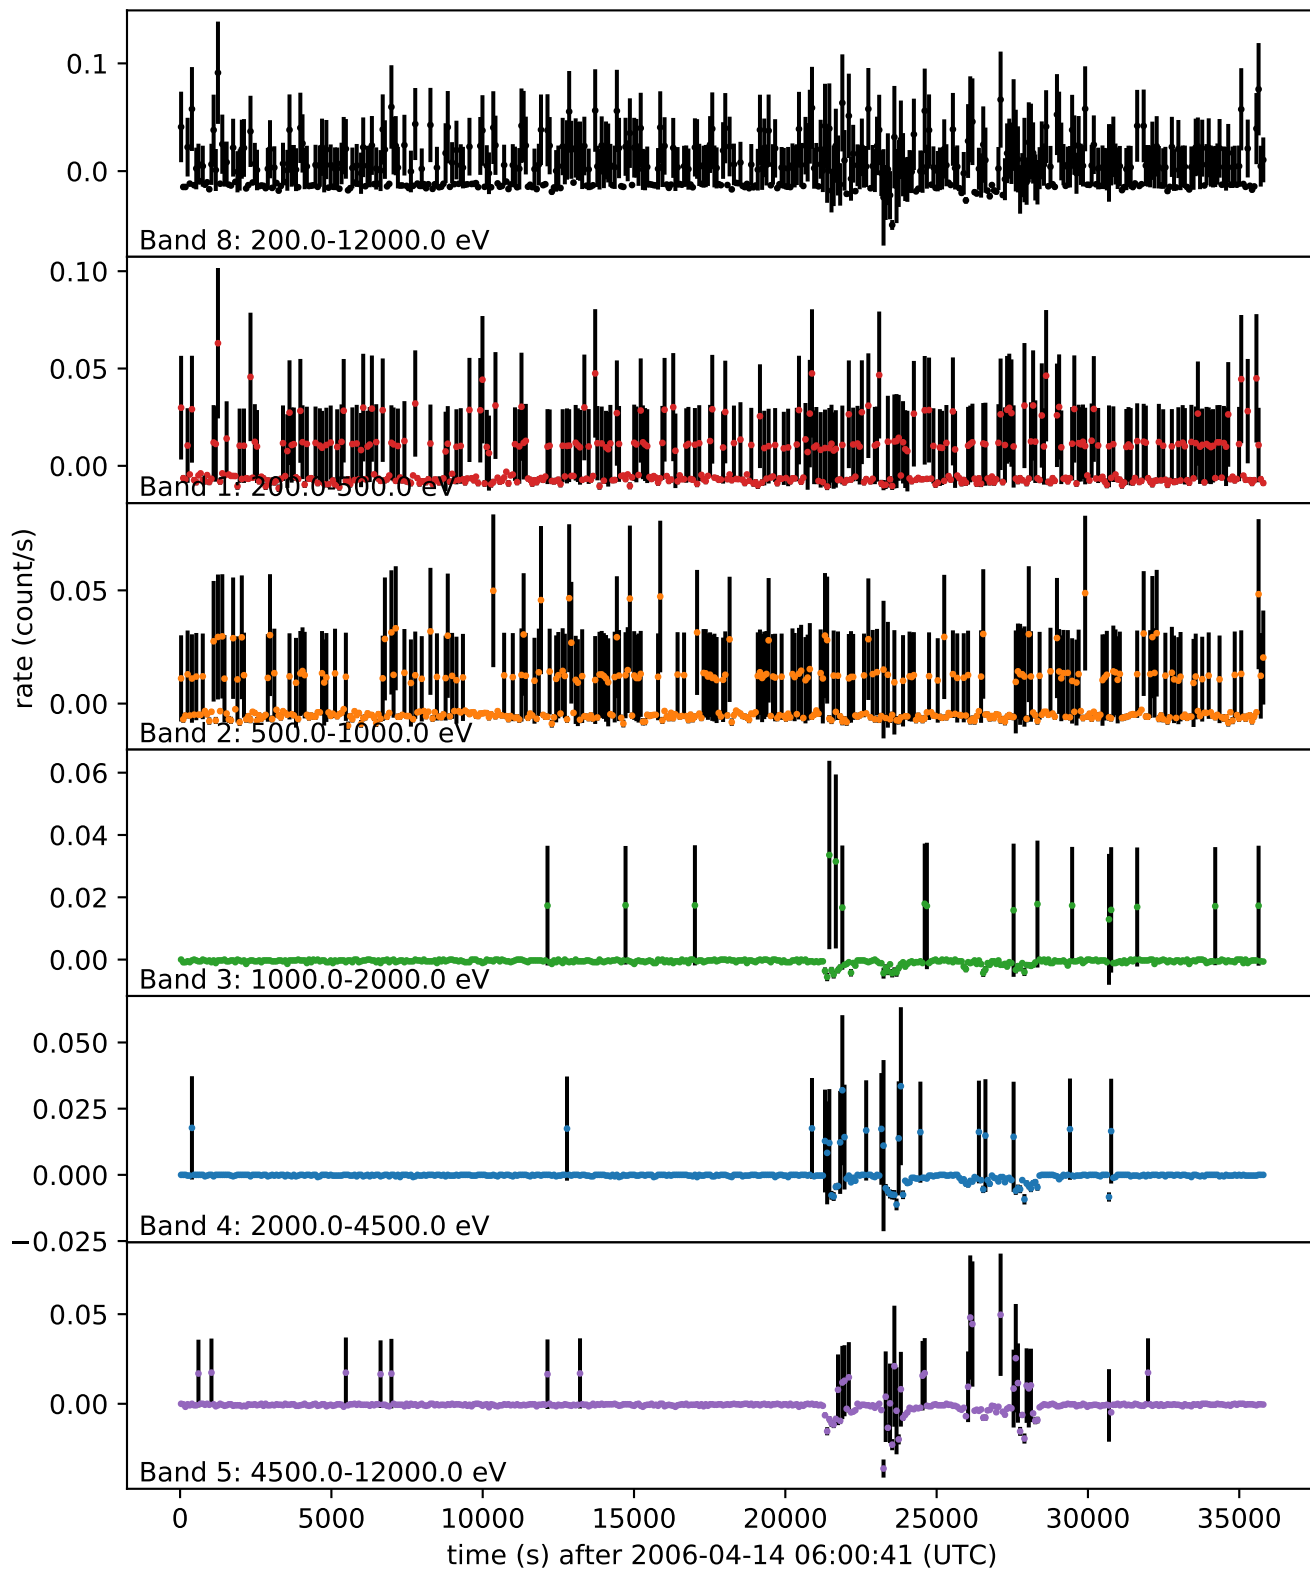 0.1
0.0
Band 8: 200.0-12000.0 eV
0.10
0.05
0.00
Band 1: 200.0-500.0 eV
rate (count/s)
0.05
0.00
Band 2: 500.0-1000.0 eV
0.06
0.04
0.02
0.00
Band 3: 1000.0-2000.0 eV
0.050
0.025
0.000
−0.025
Band 4: 2000.0-4500.0 eV
0.05
0.00
Band 5: 4500.0-12000.0 eV
0 5000 10000 15000 20000 25000 30000 35000
time (s) after 2006-04-14 06:00:41 (UTC)